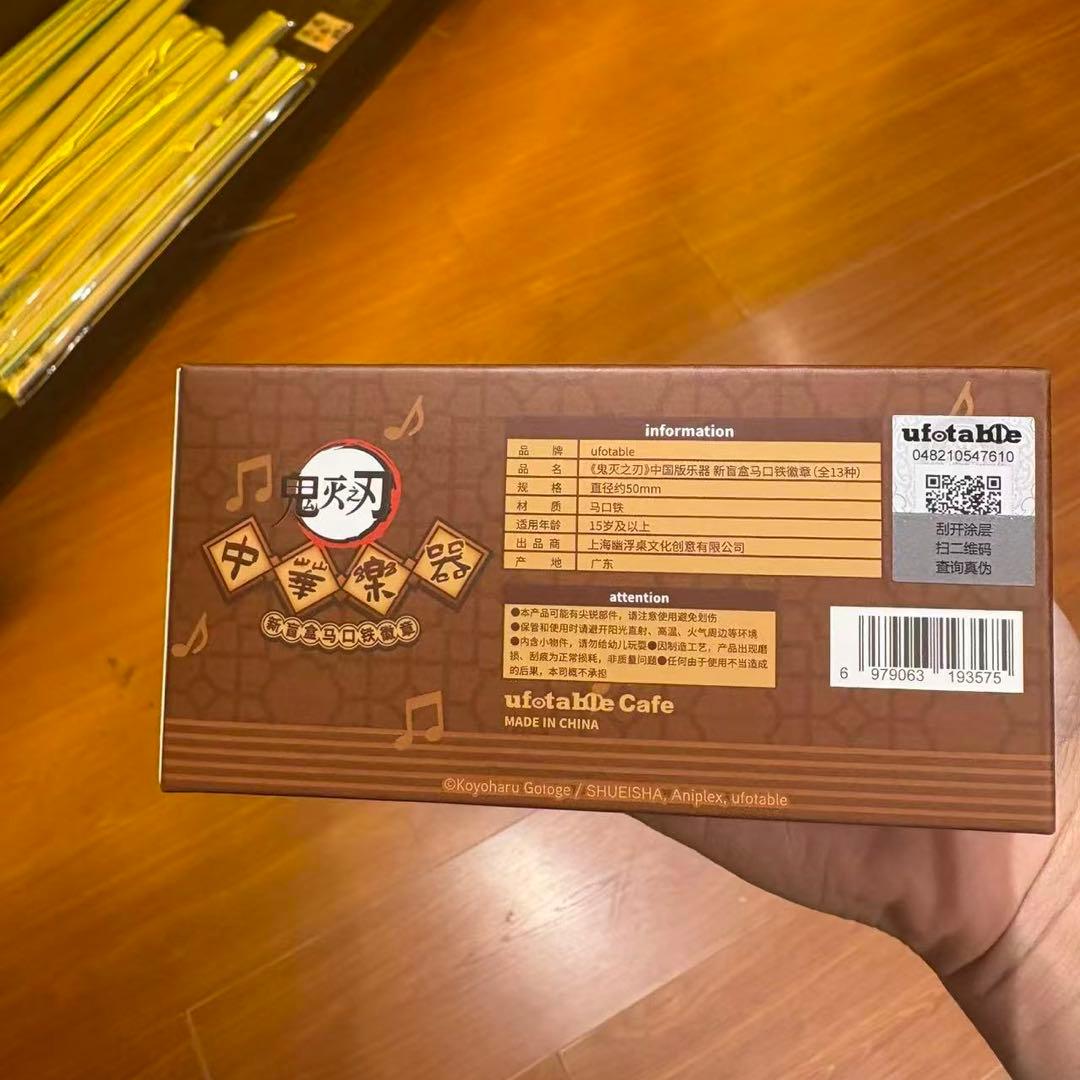 鬼灭之刃
中華樂器
新盲盒马口铁徽章
information
品 牌 ufotable
品 名 《鬼灭之刃》中国版乐器 新盲盒马口铁徽章(全13种)
规 格 直径约50mm
材 质 马口铁
适用年龄 15岁及以上
出 品 商 上海幽浮桌文化创意有限公司
产 地 广东
attention
●本产品可能有尖锐部件，请注意使用避免划伤
●保管和使用时请避开阳光直射、高温、火气周边等环境
●内含小物件，请勿给幼儿玩耍●因制造工艺，产品出现磨
损、刮痕为正常损耗，非质量问题●任何由于使用不当造成
的后果，本司概不承担
ufotable Cafe
MADE IN CHINA
ufotable
048210547610
刮开涂层
扫二维码
查询真伪
6 979063 193575
©Koyoharu Gotoge / SHUEISHA, Aniplex, ufotable